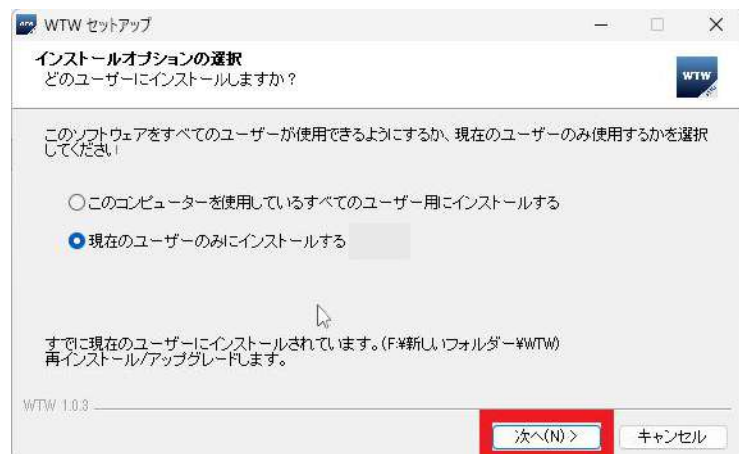 WTW セットアップ
インストールオプションの選択
どのユーザーにインストールしますか？
WTW
このソフトウェアをすべてのユーザーが使用できるようにするか、現在のユーザーのみ使用するかを選択
してください
このコンピューターを使用しているすべてのユーザー用にインストールする
現在のユーザーのみにインストールする
すでに現在のユーザーにインストールされています。(F:¥新しいフォルダー¥WTW)
再インストール/アップグレードします。
WTW 1.0.3
次へ(N) >
キャンセル